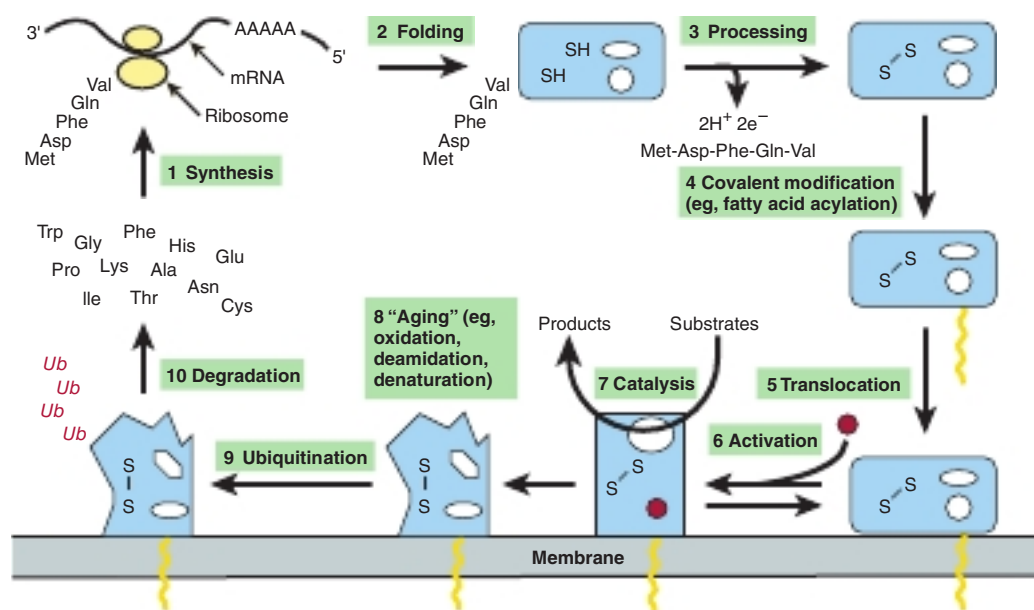 3'
AAAAA
5'
mRNA
Ribosome
Val
Gln
Phe
Asp
Met
1 Synthesis
2 Folding
Val
Gln
Phe
Asp
Met
SH
SH
3 Processing
2H+ 2e−
Met-Asp-Phe-Gln-Val
S
S
4 Covalent modification
(eg, fatty acid acylation)
S
S
5 Translocation
6 Activation
S
S
Products
Substrates
7 Catalysis
S
S
8 “Aging” (eg,
oxidation,
deamidation,
denaturation)
S
S
9 Ubiquitination
Ub
Ub
Ub
Ub
S
S
10 Degradation
Trp
Gly
Phe
His
Glu
Pro
Lys
Ala
Asn
Ile
Thr
Cys
Membrane